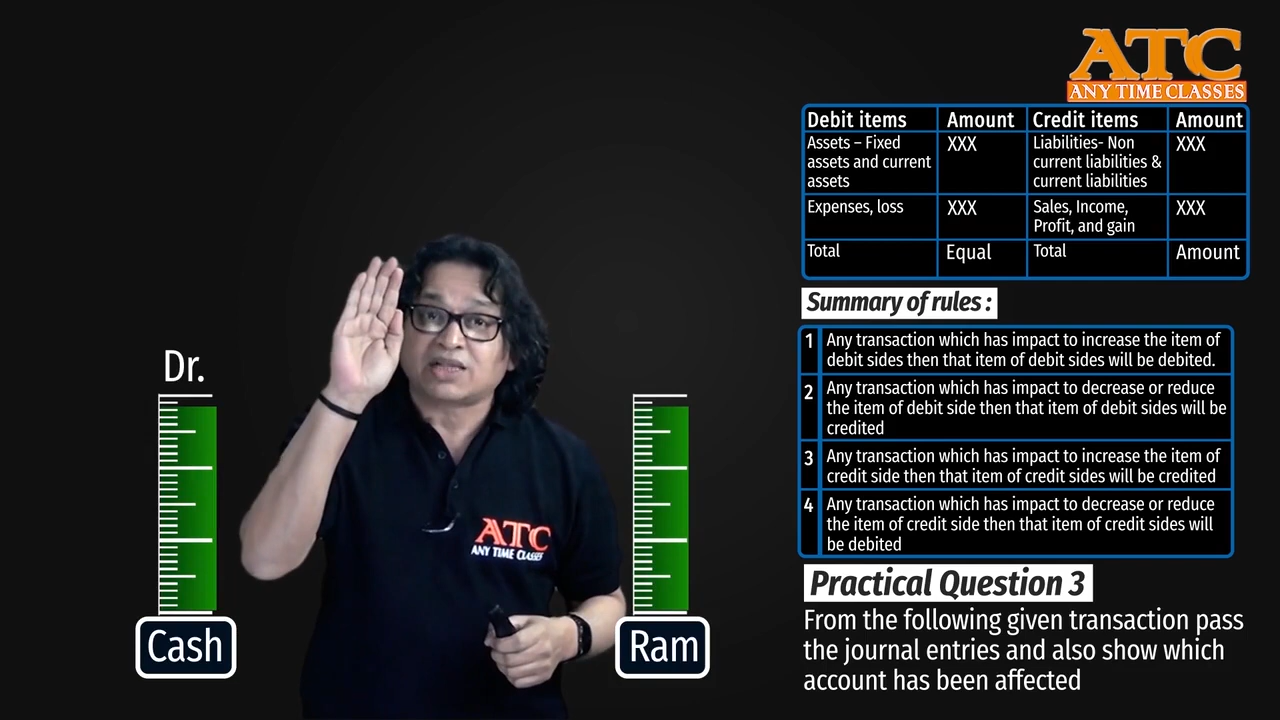 ATC
ANY TIME CLASSES
Debit items Amount Credit items Amount
Assets – Fixed
assets and current
assets
XXX
Liabilities- Non
current liabilities &
current liabilities
XXX
Expenses, loss
XXX
Sales, Income,
Profit, and gain
XXX
Total Equal Total Amount
Summary of rules :
1 Any transaction which has impact to increase the item of
debit sides then that item of debit sides will be debited.
2 Any transaction which has impact to decrease or reduce
the item of debit side then that item of debit sides will be
credited
3 Any transaction which has impact to increase the item of
credit side then that item of credit sides will be credited
4 Any transaction which has impact to decrease or reduce
the item of credit side then that item of credit sides will
be debited
Practical Question 3
From the following given transaction pass
the journal entries and also show which
account has been affected
Dr.
Cash
Ram
ATC
ANY TIME CLASSES